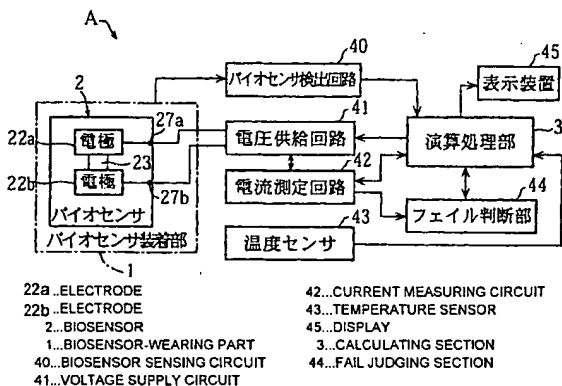 A
40
バイオセンサ検出回路
45
表示装置
2
27a
22a
電極
23
22b
電極
27b
バイオセンサ
バイオセンサ装着部
1
41
電圧供給回路
42
電流測定回路
43
温度センサ
3
演算処理部
44
フェイル判断部
22a...ELECTRODE
22b...ELECTRODE
2...BIOSENSOR
1...BIOSENSOR-WEARING PART
40...BIOSENSOR SENSING CIRCUIT
41...VOLTAGE SUPPLY CIRCUIT
42...CURRENT MEASURING CIRCUIT
43...TEMPERATURE SENSOR
45...DISPLAY
3...CALCULATING SECTION
44...FAIL JUDGING SECTION